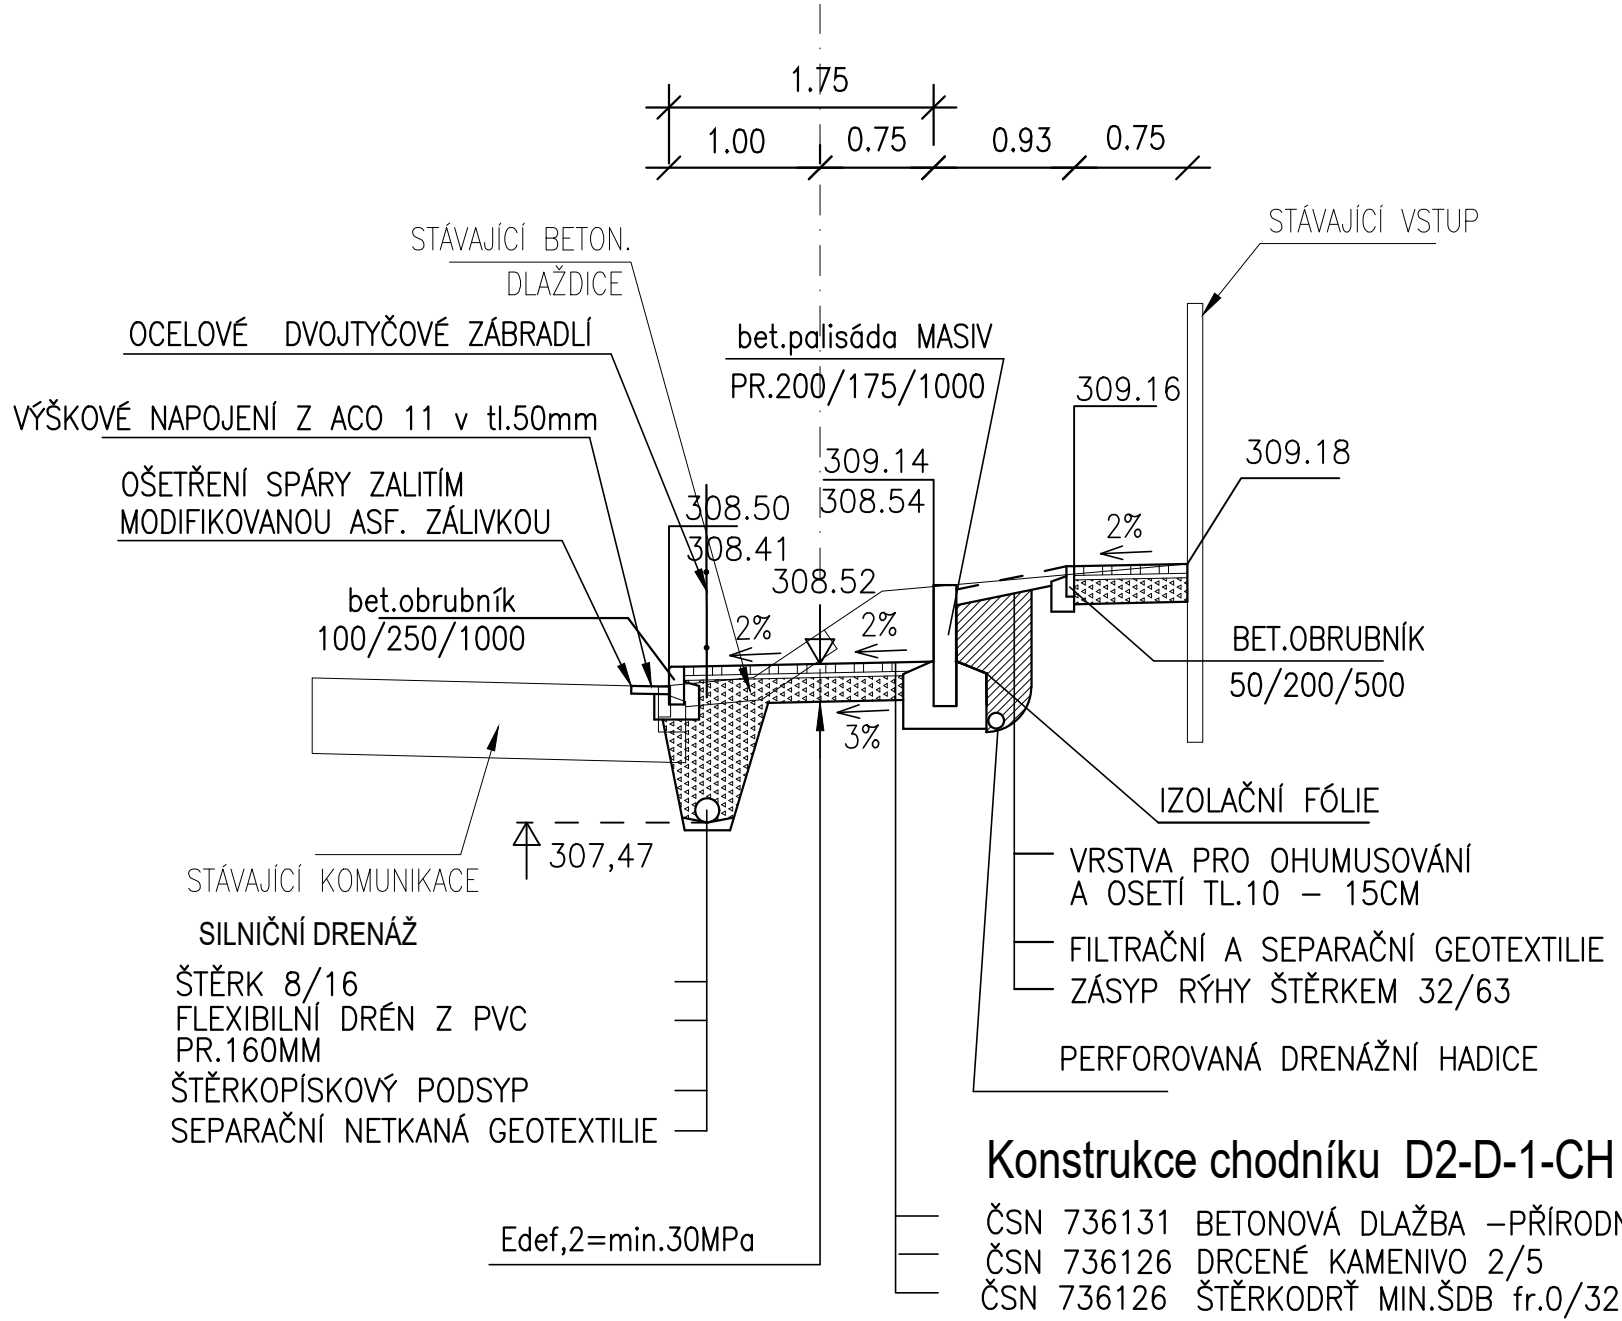 1.75
1.00
0.75
0.93
0.75
STÁVAJÍCÍ VSTUP
STÁVAJÍCÍ BETON.
DLAŽDICE
OCELOVÉ DVOJTYČOVÉ ZÁBRADLÍ
bet.palisáda MASIV
PR.200/175/1000
309.16
VÝŠKOVÉ NAPOJENÍ Z ACO 11 v tl.50mm
309.14
308.54
309.18
OŠETŘENÍ SPÁRY ZALITÍM
MODIFIKOVANOU ASF. ZÁLIVKOU
308.50
308.41
308.52
2%
bet.obrubník
100/250/1000
2%
2%
BET.OBRUBNÍK
50/200/500
3%
IZOLAČNÍ FÓLIE
307,47
VRSTVA PRO OHUMUSOVÁNÍ
A OSETÍ TL.10 – 15CM
STÁVAJÍCÍ KOMUNIKACE
SILNIČNÍ DRENÁŽ
FILTRAČNÍ A SEPARAČNÍ GEOTEXTILIE
ZÁSYP RÝHY ŠTĚRKEM 32/63
ŠTĚRK 8/16
FLEXIBILNÍ DRÉN Z PVC
PR.160MM
PERFOROVANÁ DRENÁŽNÍ HADICE
ŠTĚRKOPÍSKOVÝ PODSYP
SEPARAČNÍ NETKANÁ GEOTEXTILIE
Konstrukce chodníku D2-D-1-CH
ČSN 736131 BETONOVÁ DLAŽBA –PŘÍRODN
Edef,2=min.30MPa
ČSN 736126 DRCENÉ KAMENIVO 2/5
ČSN 736126 ŠTĚRKODRŤ MIN.ŠDB fr.0/32